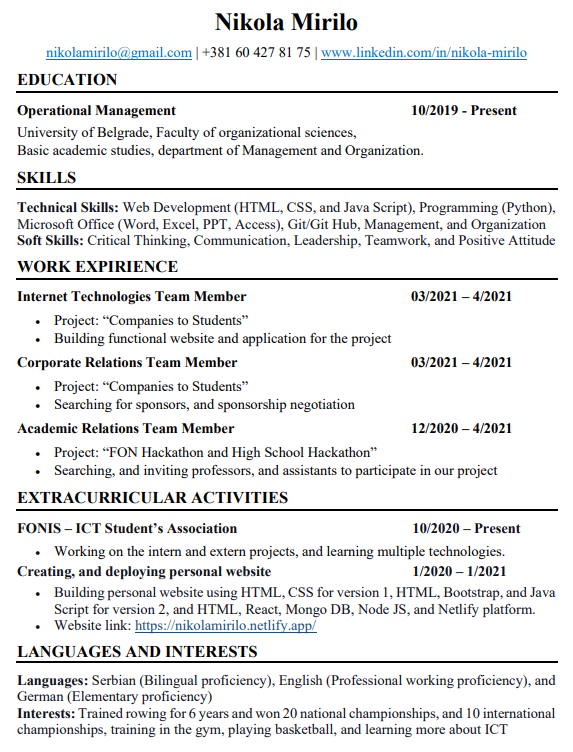 Nikola Mirilo
nikolamirilo@gmail.com | +381 60 427 81 75 | www.linkedin.com/in/nikola-mirilo
EDUCATION
Operational Management 10/2019 - Present
University of Belgrade, Faculty of organizational sciences,
Basic academic studies, department of Management and Organization.
SKILLS
Technical Skills: Web Development (HTML, CSS, and Java Script), Programming (Python),
Microsoft Office (Word, Excel, PPT, Access), Git/Git Hub, Management, and Organization
Soft Skills: Critical Thinking, Communication, Leadership, Teamwork, and Positive Attitude
WORK EXPIRIENCE
Internet Technologies Team Member 03/2021 – 4/2021
• Project: “Companies to Students”
• Building functional website and application for the project
Corporate Relations Team Member 03/2021 – 4/2021
• Project: “Companies to Students”
• Searching for sponsors, and sponsorship negotiation
Academic Relations Team Member 12/2020 – 4/2021
• Project: “FON Hackathon and High School Hackathon”
• Searching, and inviting professors, and assistants to participate in our project
EXTRACURRICULAR ACTIVITIES
FONIS – ICT Student’s Association 10/2020 – Present
• Working on the intern and extern projects, and learning multiple technologies.
Creating, and deploying personal website 1/2020 – 1/2021
• Building personal website using HTML, CSS for version 1, HTML, Bootstrap, and Java
Script for version 2, and HTML, React, Mongo DB, Node JS, and Netlify platform.
• Website link: https://nikolamirilo.netlify.app/
LANGUAGES AND INTERESTS
Languages: Serbian (Bilingual proficiency), English (Professional working proficiency), and
German (Elementary proficiency)
Interests: Trained rowing for 6 years and won 20 national championships, and 10 international
championships, training in the gym, playing basketball, and learning more about ICT